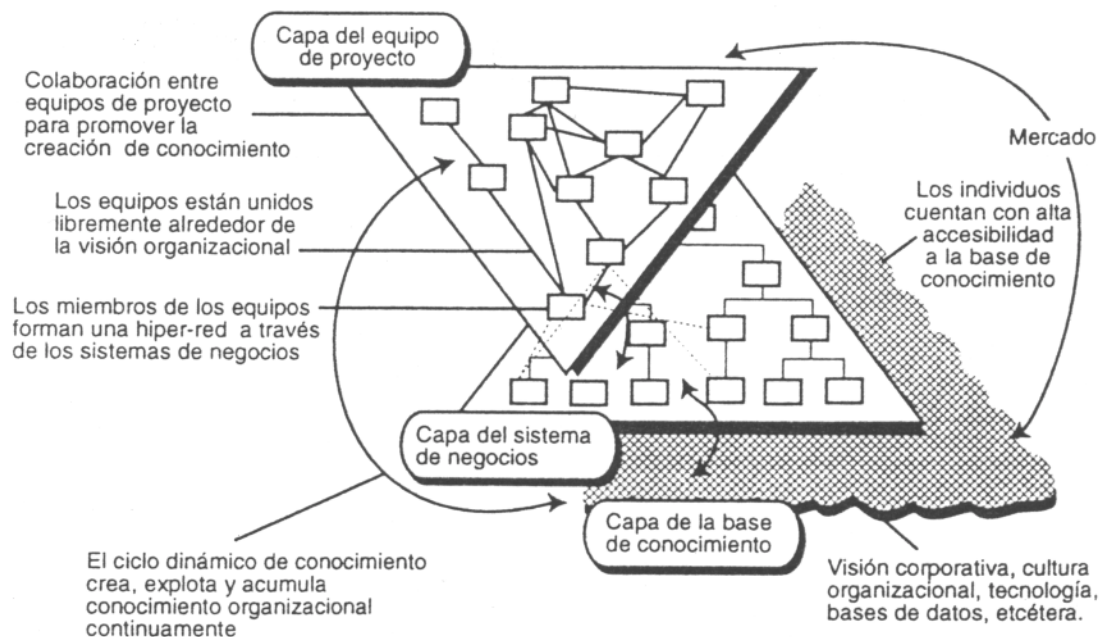 Capa del equipo
de proyecto
Colaboración entre
equipos de proyecto
para promover la
creación de conocimiento
Mercado
Los individuos
cuentan con alta
accesibilidad
a la base de
conocimiento
Los equipos están unidos
libremente alrededor de
la visión organizacional
Los miembros de los equipos
forman una hiper-red a través
de los sistemas de negocios
Capa del sistema
de negocios
Capa de la base
de conocimiento
El ciclo dinámico de conocimiento
crea, explota y acumula
conocimiento organizacional
continuamente
Visión corporativa, cultura
organizacional, tecnología,
bases de datos, etcétera.